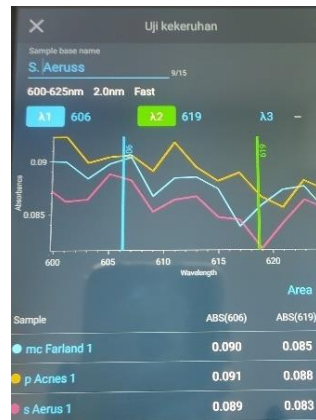 Uji kekeruhan
Sample base name
S. Aeruss
9/15
600-625nm 2.0nm Fast
λ1 606 λ2 619 λ3 –
606
619
0.09
0.085
Absorbance
600 605 610 615 620
Wavelength
Area
Sample ABS(606) ABS(619)
mc Farland 1 0.090 0.085
p Acnes 1 0.091 0.088
s Aerus 1 0.089 0.083